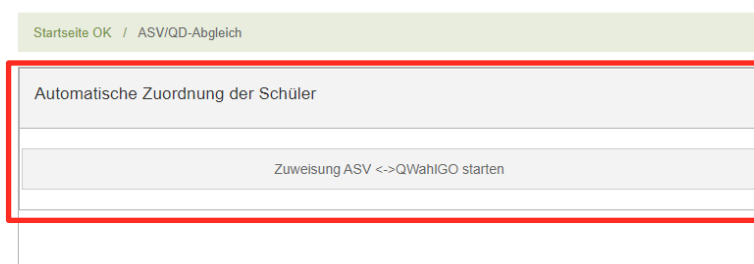 Startseite OK / ASV/QD-Abgleich
Automatische Zuordnung der Schüler
Zuweisung ASV <->QWahlGO starten